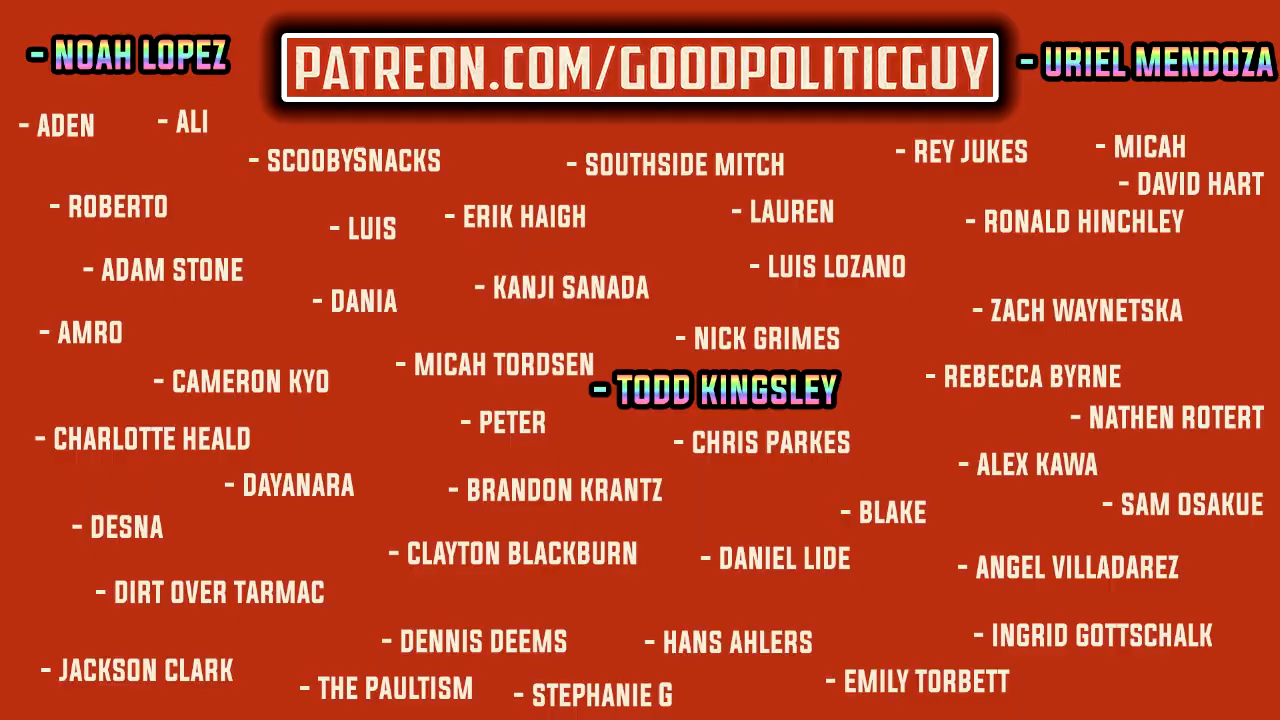 - NOAH LOPEZ
PATREON.COM/GOODPOLITICGUY
- URIEL MENDOZA
- ADEN
- ALI
- SCOOBYSNACKS
- SOUTHSIDE MITCH
- REY JUKES
- MICAH
- DAVID HART
- ROBERTO
- LUIS
- ERIK HAIGH
- LAUREN
- RONALD HINCHLEY
- ADAM STONE
- DANIA
- KANJI SANADA
- LUIS LOZANO
- ZACH WAYNETSKA
- AMRO
- NICK GRIMES
- MICAH TORDSEN
- CAMERON KYO
- TODD KINGSLEY
- REBECCA BYRNE
- NATHEN ROTERT
- PETER
- CHARLOTTE HEALD
- CHRIS PARKES
- ALEX KAWA
- DAYANARA
- BRANDON KRANTZ
- SAM OSAKUE
- BLAKE
- DESNA
- CLAYTON BLACKBURN
- DANIEL LIDE
- ANGEL VILLADAREZ
- DIRT OVER TARMAC
- DENNIS DEEMS
- HANS AHLERS
- INGRID GOTTSCHALK
- JACKSON CLARK
- THE PAULTISM
- STEPHANIE G
- EMILY TORBETT